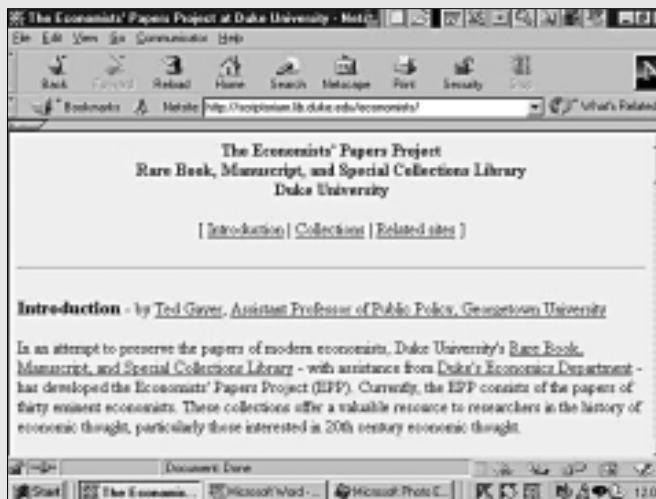 The Economists' Papers Project at Duke University - Net
File Edit View Go Communicator Help
Back Forward Reload Home Search Netscape Print Security Stop
Bookmarks Netsite http://scriptorium.lib.duke.edu/economists/ What's Related
The Economists' Papers Project
Rare Book, Manuscript, and Special Collections Library
Duke University
[ Introduction | Collections | Related sites ]
Introduction - by Ted Gayer, Assistant Professor of Public Policy, Georgetown University
In an attempt to preserve the papers of modern economists, Duke University's Rare Book,
Manuscript, and Special Collections Library - with assistance from Duke's Economics Department -
has developed the Economists' Papers Project (EPP). Currently, the EPP consists of the papers of
thirty eminent economists. These collections offer a valuable resource to researchers in the history of
economic thought, particularly those interested in 20th century economic thought.
Document: Done
Start The Economis... Microsoft Word - ... Microsoft Photo E...